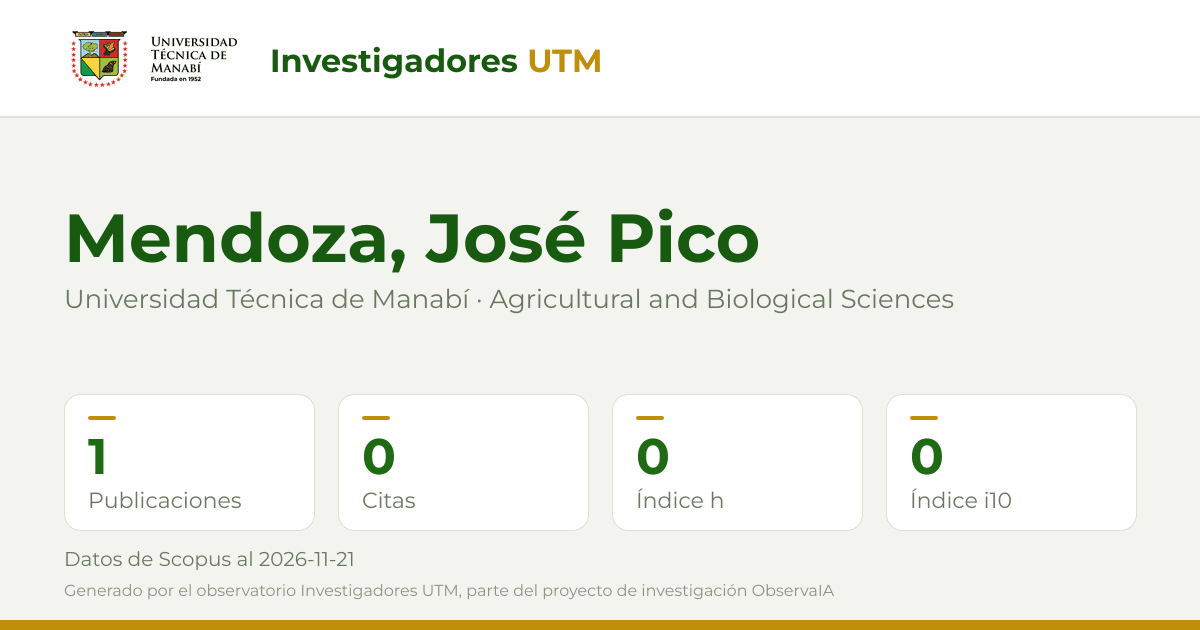 UNIVERSIDAD
TÉCNICA DE
MANABÍ
Fundada en 1952
Investigadores UTM
Mendoza, José Pico
Universidad Técnica de Manabí · Agricultural and Biological Sciences
1
Publicaciones
0
Citas
0
Índice h
0
Índice i10
Datos de Scopus al 2026-11-21
Generado por el observatorio Investigadores UTM, parte del proyecto de investigación ObservaIA